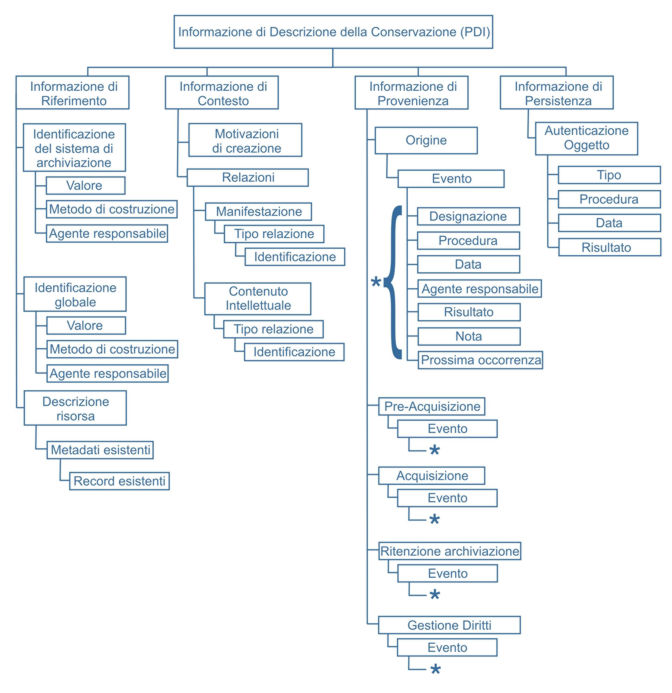 Informazione di Descrizione della Conservazione (PDI)
Informazione di
Riferimento
Identificazione
del sistema di
archiviazione
Valore
Metodo di costruzione
Agente responsabile
Identificazione
globale
Valore
Metodo di costruzione
Agente responsabile
Descrizione
risorsa
Metadati esistenti
Record esistenti
Informazione di
Contesto
Motivazioni
di creazione
Relazioni
Manifestazione
Tipo relazione
Identificazione
Contenuto
Intellettuale
Tipo relazione
Identificazione
Informazione di
Provenienza
Origine
Evento
*
Designazione
Procedura
Data
Agente responsabile
Risultato
Nota
Prossima occorrenza
Pre-Acquisizione
Evento
*
Acquisizione
Evento
*
Ritenzione archiviazione
Evento
*
Gestione Diritti
Evento
*
Informazione di
Persistenza
Autenticazione
Oggetto
Tipo
Procedura
Data
Risultato